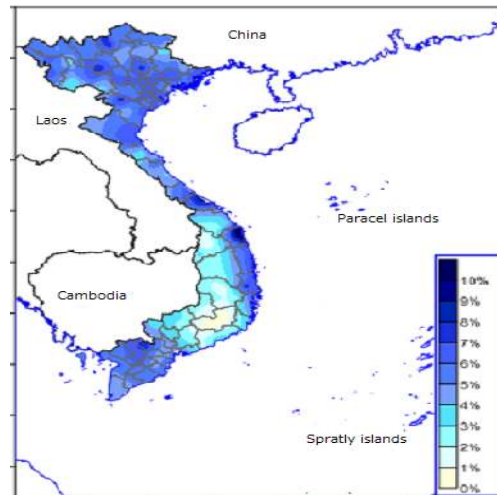 China
Laos
Paracel islands
Cambodia
10%
9%
8%
7%
6%
5%
4%
3%
2%
1%
0%
Spratly islands